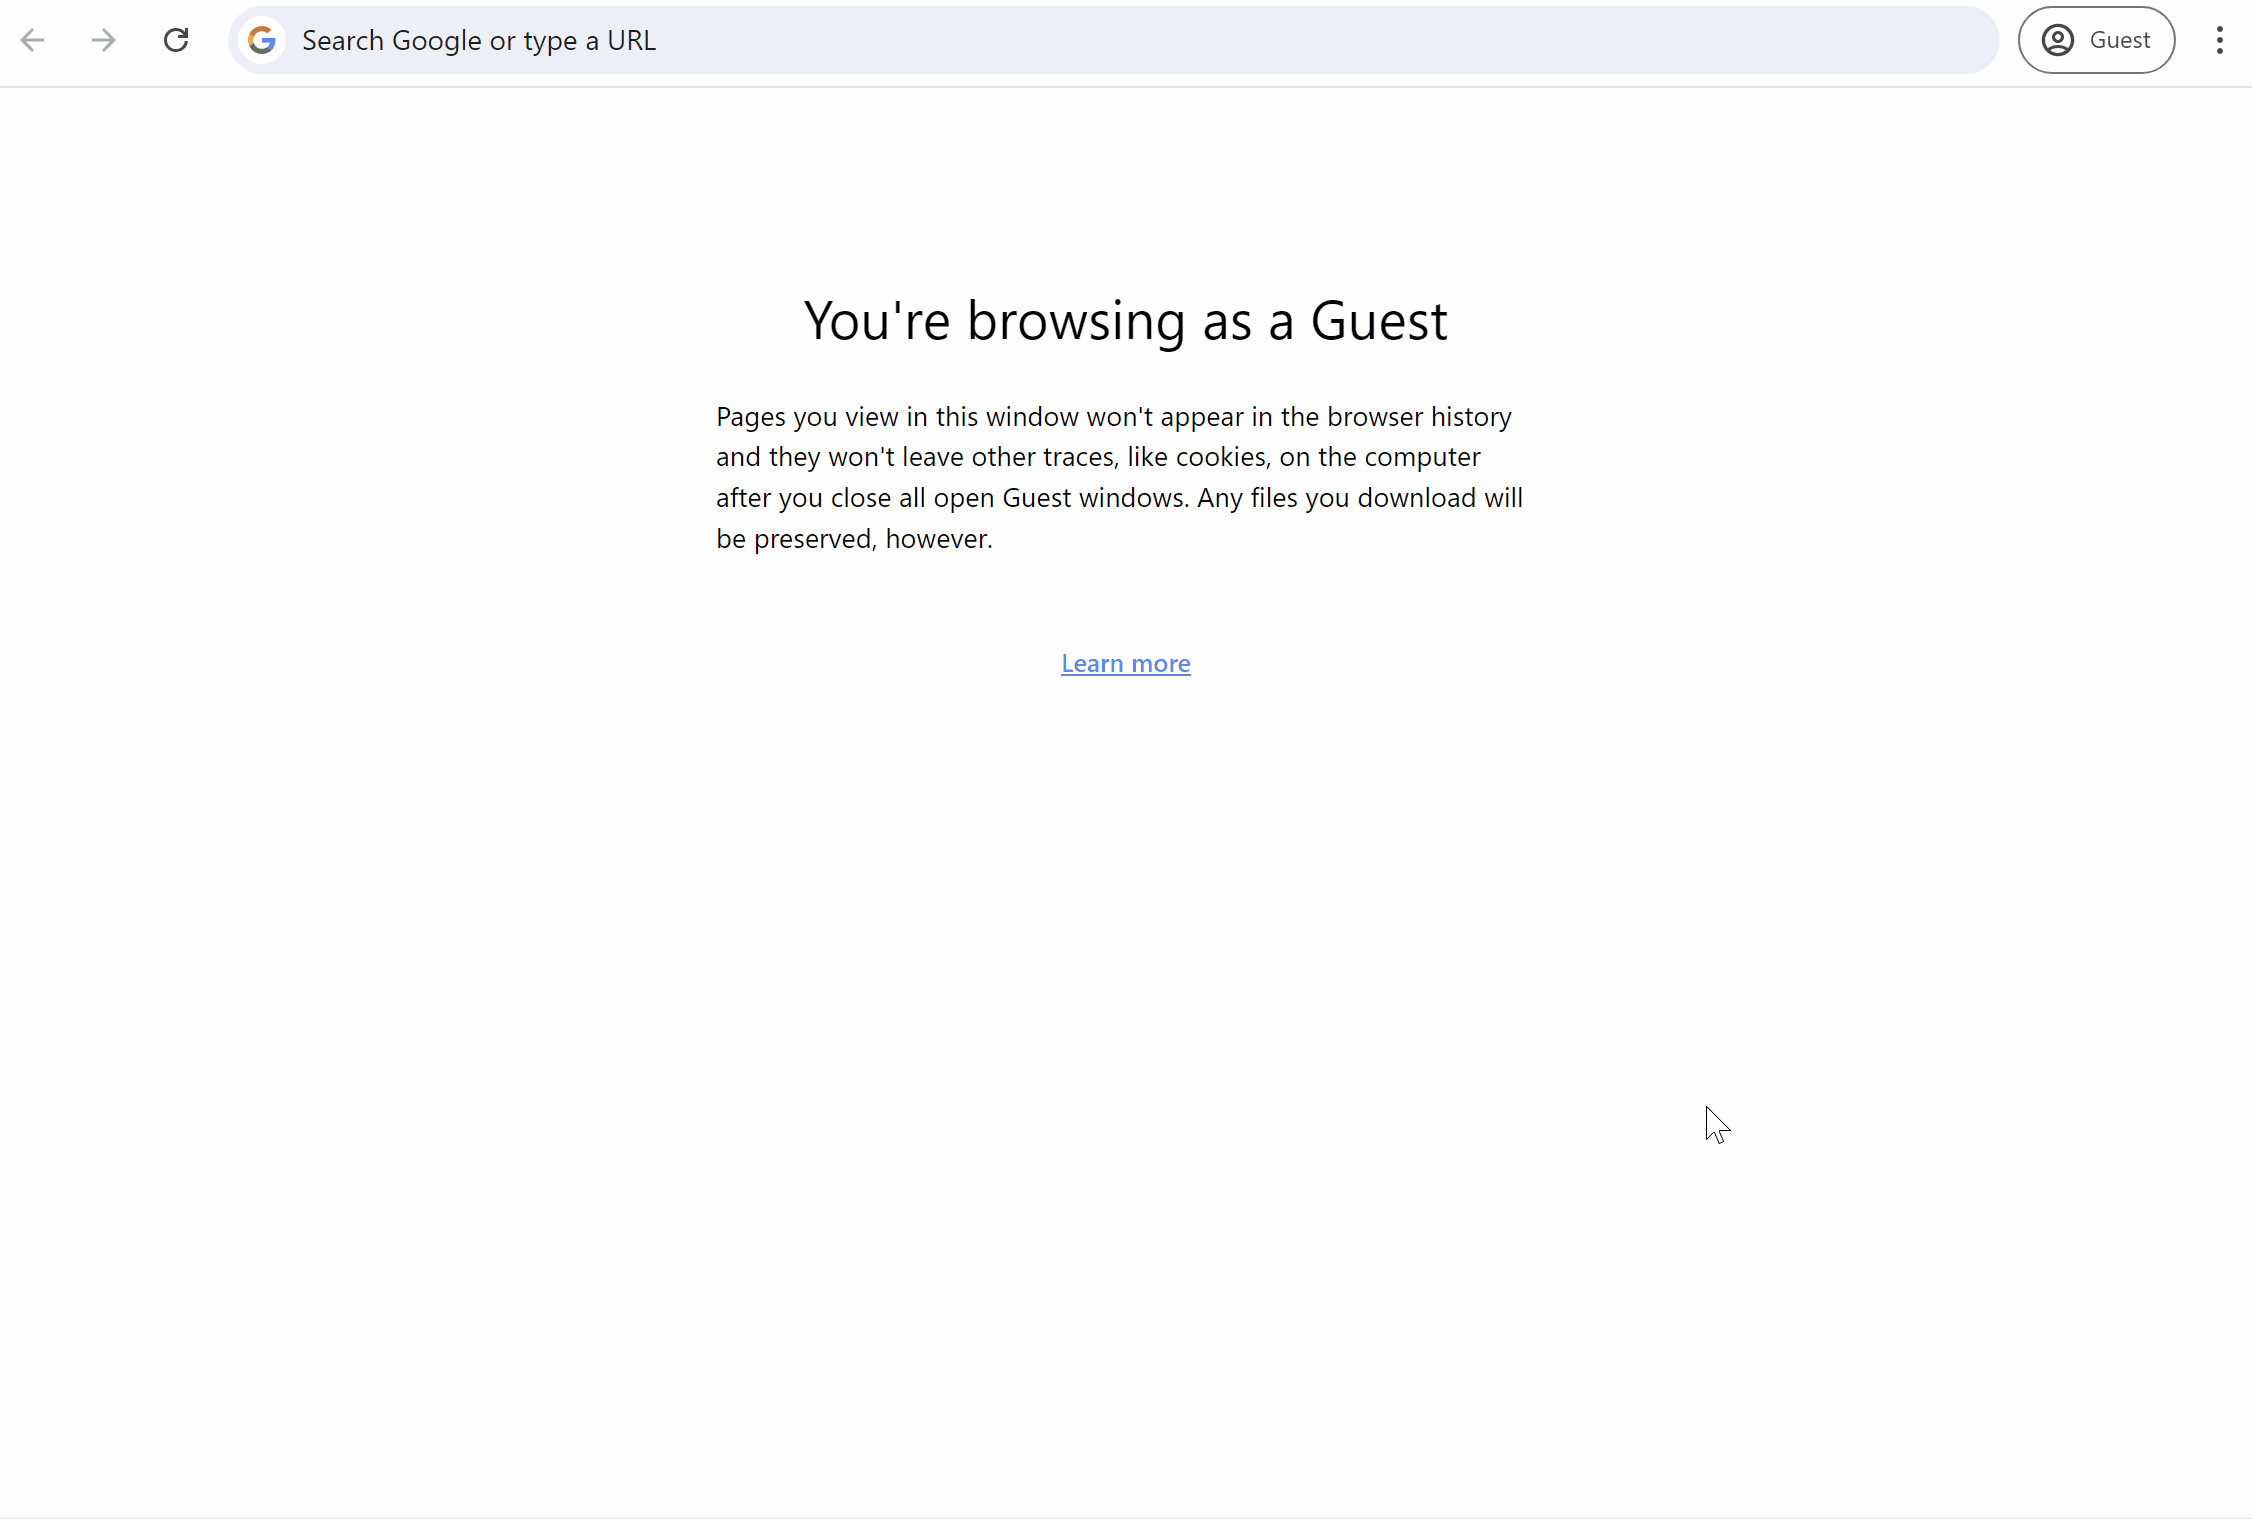 Search Google or type a URL
Guest
You're browsing as a Guest
Pages you view in this window won't appear in the browser history
and they won't leave other traces, like cookies, on the computer
after you close all open Guest windows. Any files you download will
be preserved, however.
Learn more